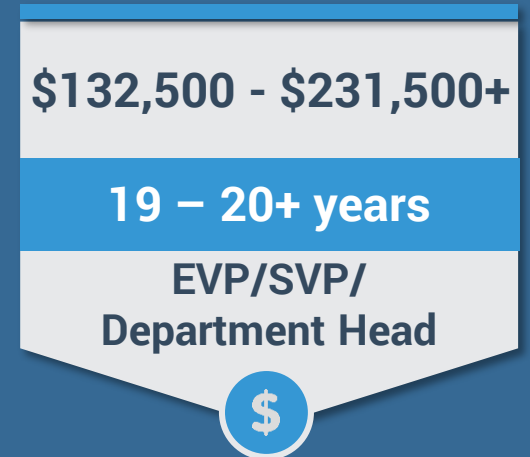 $132,500 - $231,500+
19 – 20+ years
EVP/SVP/
Department Head
$